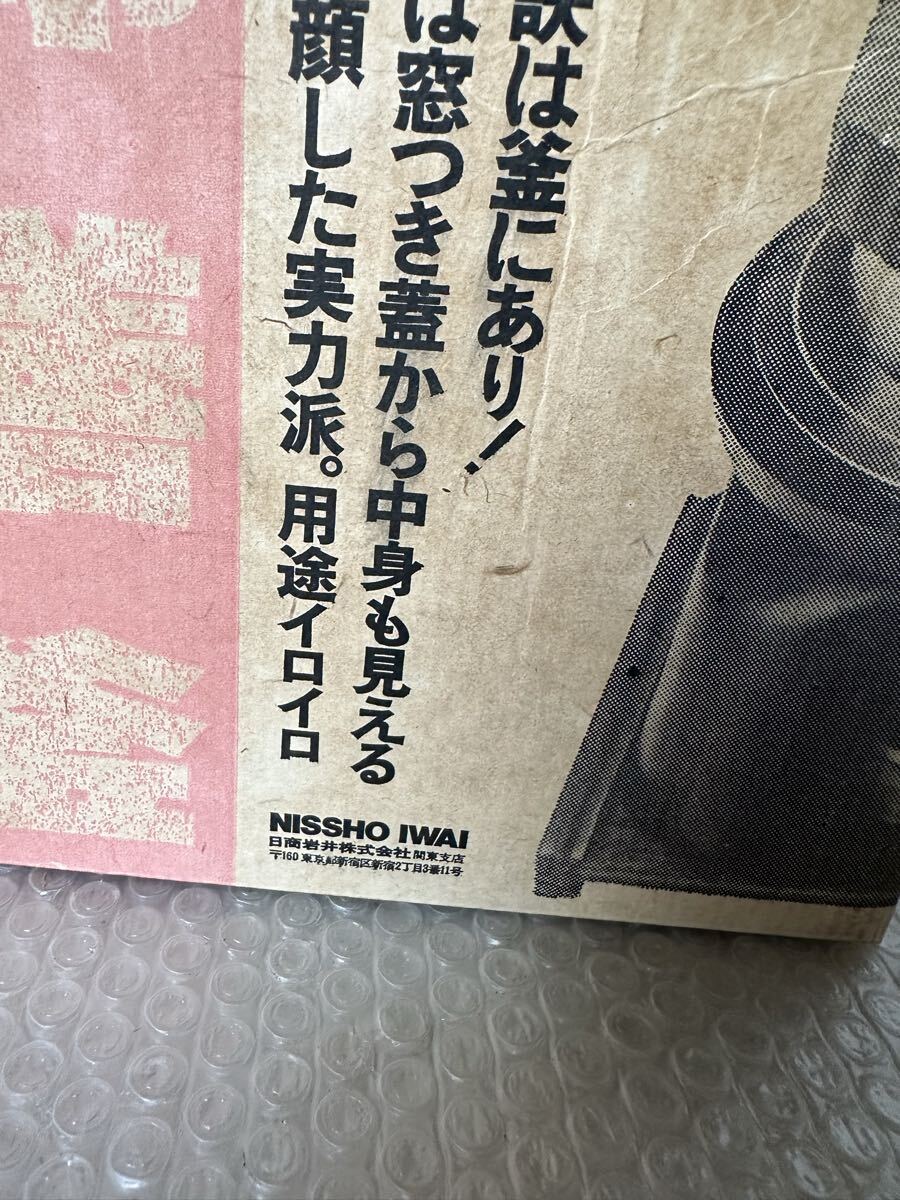 訣は釜にあり!
は窓つき蓋から中身も見える
顔した実力派。用途イロイロ
NISSHO IWAI
日商岩井株式会社 関東支店
〒160 東京都新宿区新宿2丁目3番11号